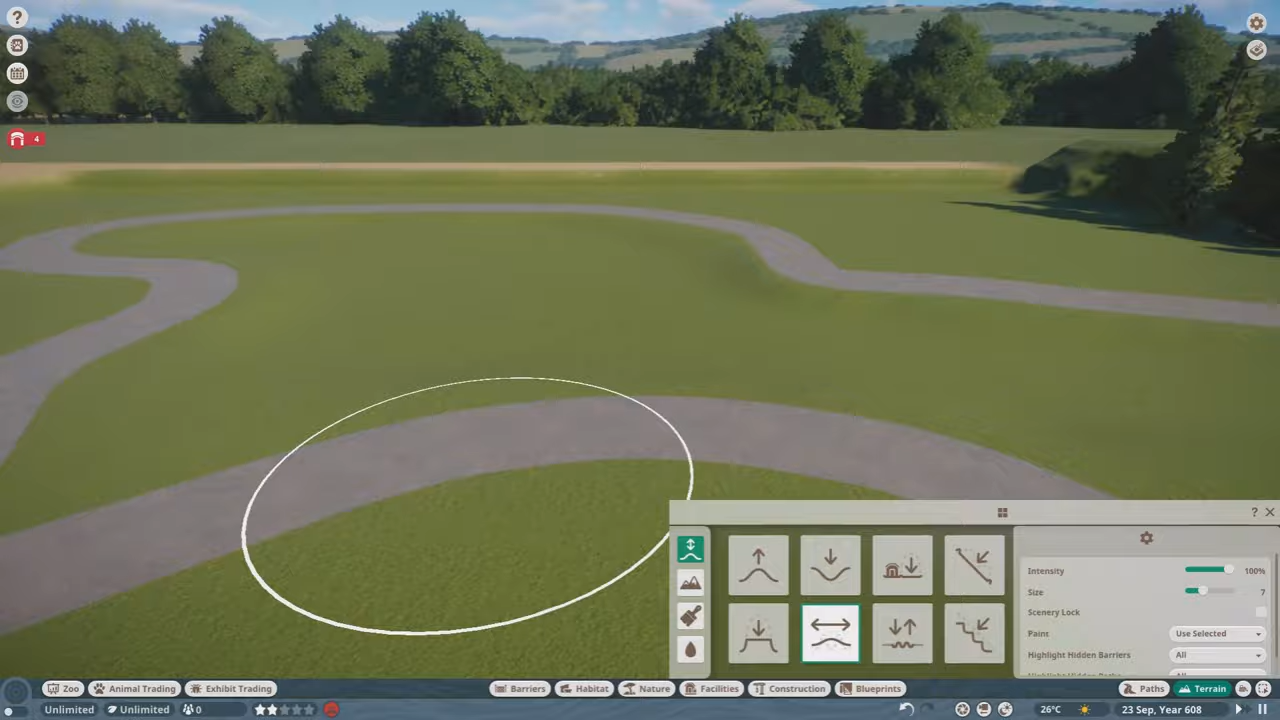 ?
4
? ×
Intensity 100%
Size 7
Scenery Lock
Paint Use Selected
Highlight Hidden Barriers All
Zoo Animal Trading Exhibit Trading Barriers Habitat Nature Facilities Construction Blueprints Paths Terrain
Unlimited Unlimited 0 26°C 23 Sep, Year 608